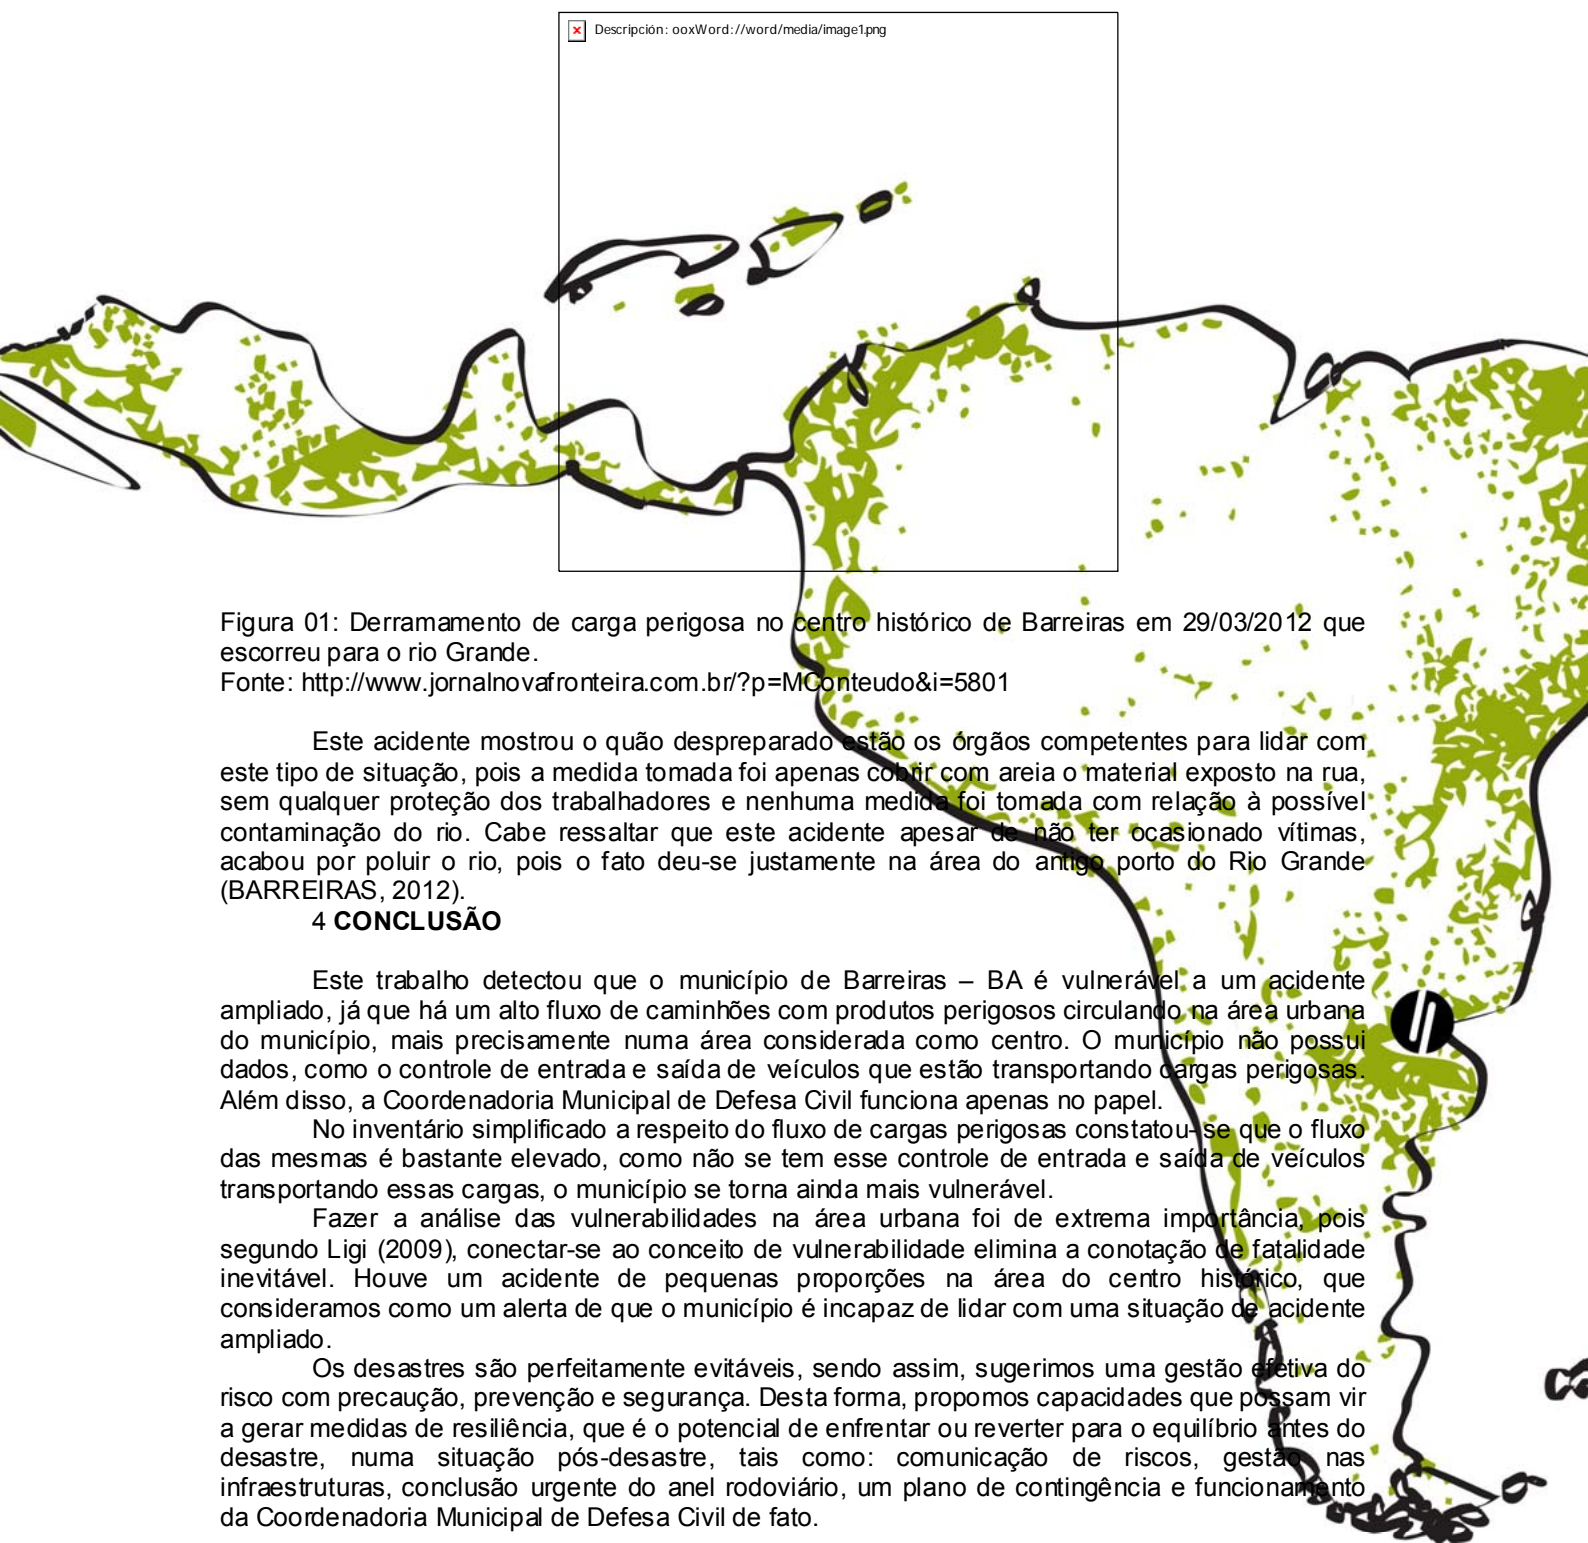 Descripción: ooxWord://word/media/image1.png
Figura 01: Derramamento de carga perigosa no centro histórico de Barreiras em 29/03/2012 que
escorreu para o rio Grande.
Fonte: http://www.jornalnovafronteira.com.br/?p=MConteudo&i=5801
Este acidente mostrou o quão despreparado estão os órgãos competentes para lidar com
este tipo de situação, pois a medida tomada foi apenas cobrir com areia o material exposto na rua,
sem qualquer proteção dos trabalhadores e nenhuma medida foi tomada com relação à possível
contaminação do rio. Cabe ressaltar que este acidente apesar de não ter ocasionado vítimas,
acabou por poluir o rio, pois o fato deu-se justamente na área do antigo porto do Rio Grande
(BARREIRAS, 2012).
4 CONCLUSÃO
Este trabalho detectou que o município de Barreiras – BA é vulnerável a um acidente
ampliado, já que há um alto fluxo de caminhões com produtos perigosos circulando na área urbana
do município, mais precisamente numa área considerada como centro. O município não possui
dados, como o controle de entrada e saída de veículos que estão transportando cargas perigosas.
Além disso, a Coordenadoria Municipal de Defesa Civil funciona apenas no papel.
No inventário simplificado a respeito do fluxo de cargas perigosas constatou-se que o fluxo
das mesmas é bastante elevado, como não se tem esse controle de entrada e saída de veículos
transportando essas cargas, o município se torna ainda mais vulnerável.
Fazer a análise das vulnerabilidades na área urbana foi de extrema importância, pois
segundo Ligi (2009), conectar-se ao conceito de vulnerabilidade elimina a conotação de fatalidade
inevitável. Houve um acidente de pequenas proporções na área do centro histórico, que
consideramos como um alerta de que o município é incapaz de lidar com uma situação de acidente
ampliado.
Os desastres são perfeitamente evitáveis, sendo assim, sugerimos uma gestão efetiva do
risco com precaução, prevenção e segurança. Desta forma, propomos capacidades que possam vir
a gerar medidas de resiliência, que é o potencial de enfrentar ou reverter para o equilíbrio antes do
desastre, numa situação pós-desastre, tais como: comunicação de riscos, gestão nas
infraestruturas, conclusão urgente do anel rodoviário, um plano de contingência e funcionamento
da Coordenadoria Municipal de Defesa Civil de fato.